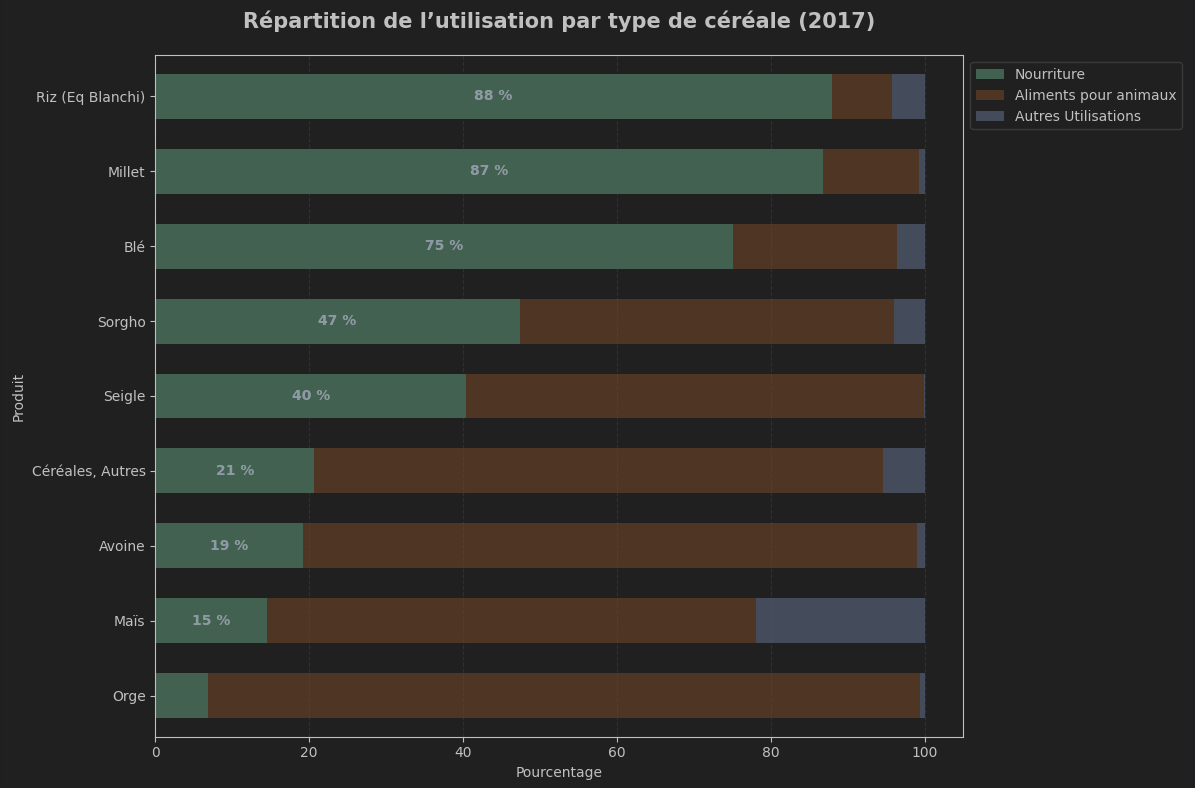 Répartition de l’utilisation par type de céréale (2017)
Nourriture
Aliments pour animaux
Autres Utilisations
Produit
Riz (Eq Blanchi)
88 %
Millet
87 %
Blé
75 %
Sorgho
47 %
Seigle
40 %
Céréales, Autres
21 %
Avoine
19 %
Maïs
15 %
Orge
0 20 40 60 80 100
Pourcentage